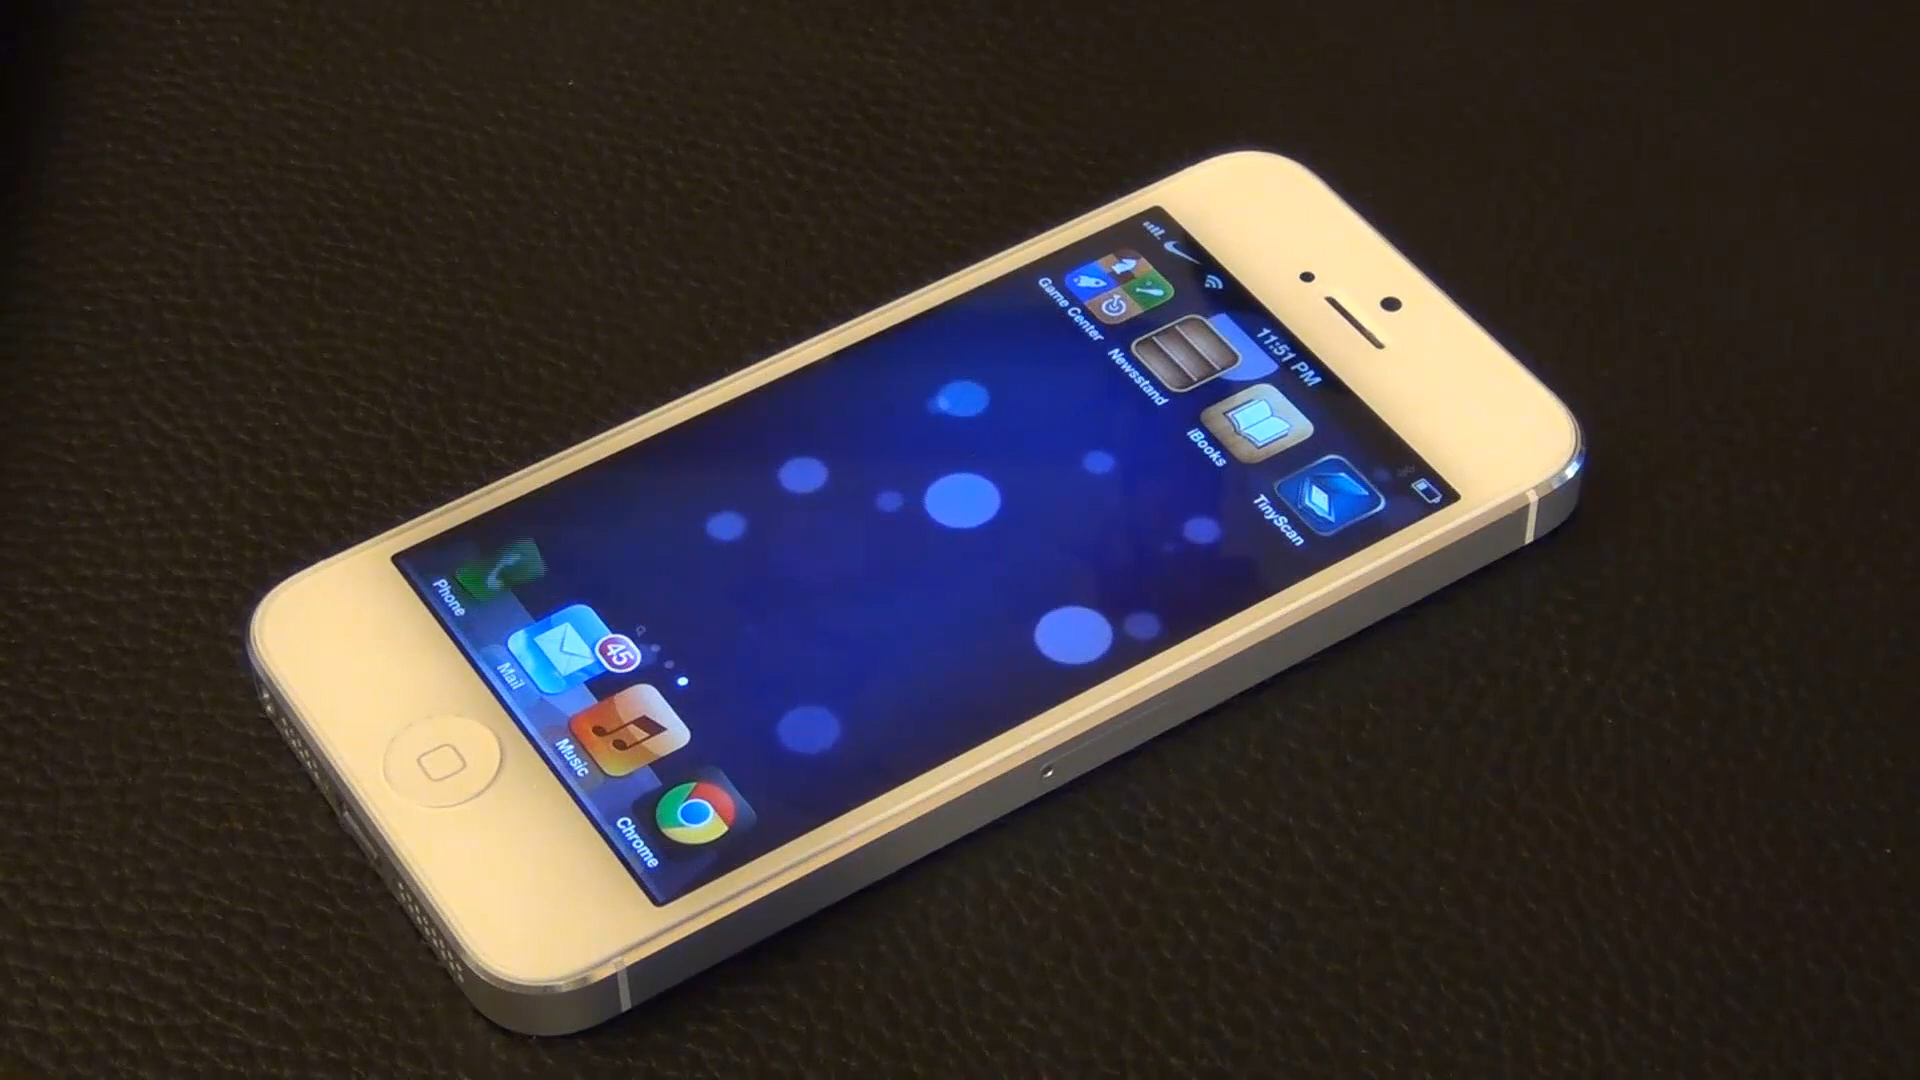 11:51 PM
Game Center
Newsstand
iBooks
TinyScan
45
Phone
Mail
Music
Chrome